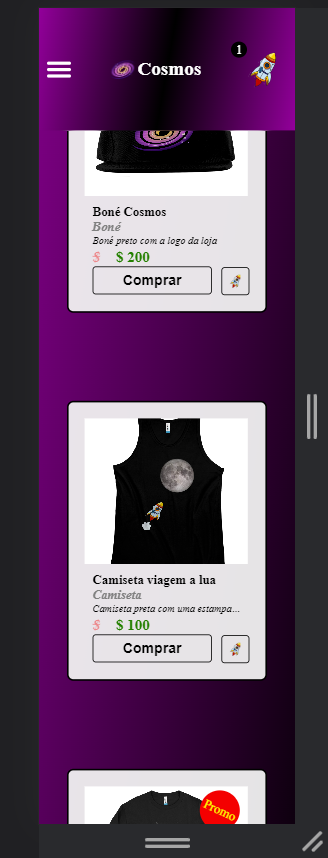 1
Cosmos
Boné Cosmos
Boné
Boné preto com a logo da loja
$ $ 200
Comprar
Camiseta viagem a lua
Camiseta
Camiseta preta com uma estampa...
$ $ 100
Comprar
Promo